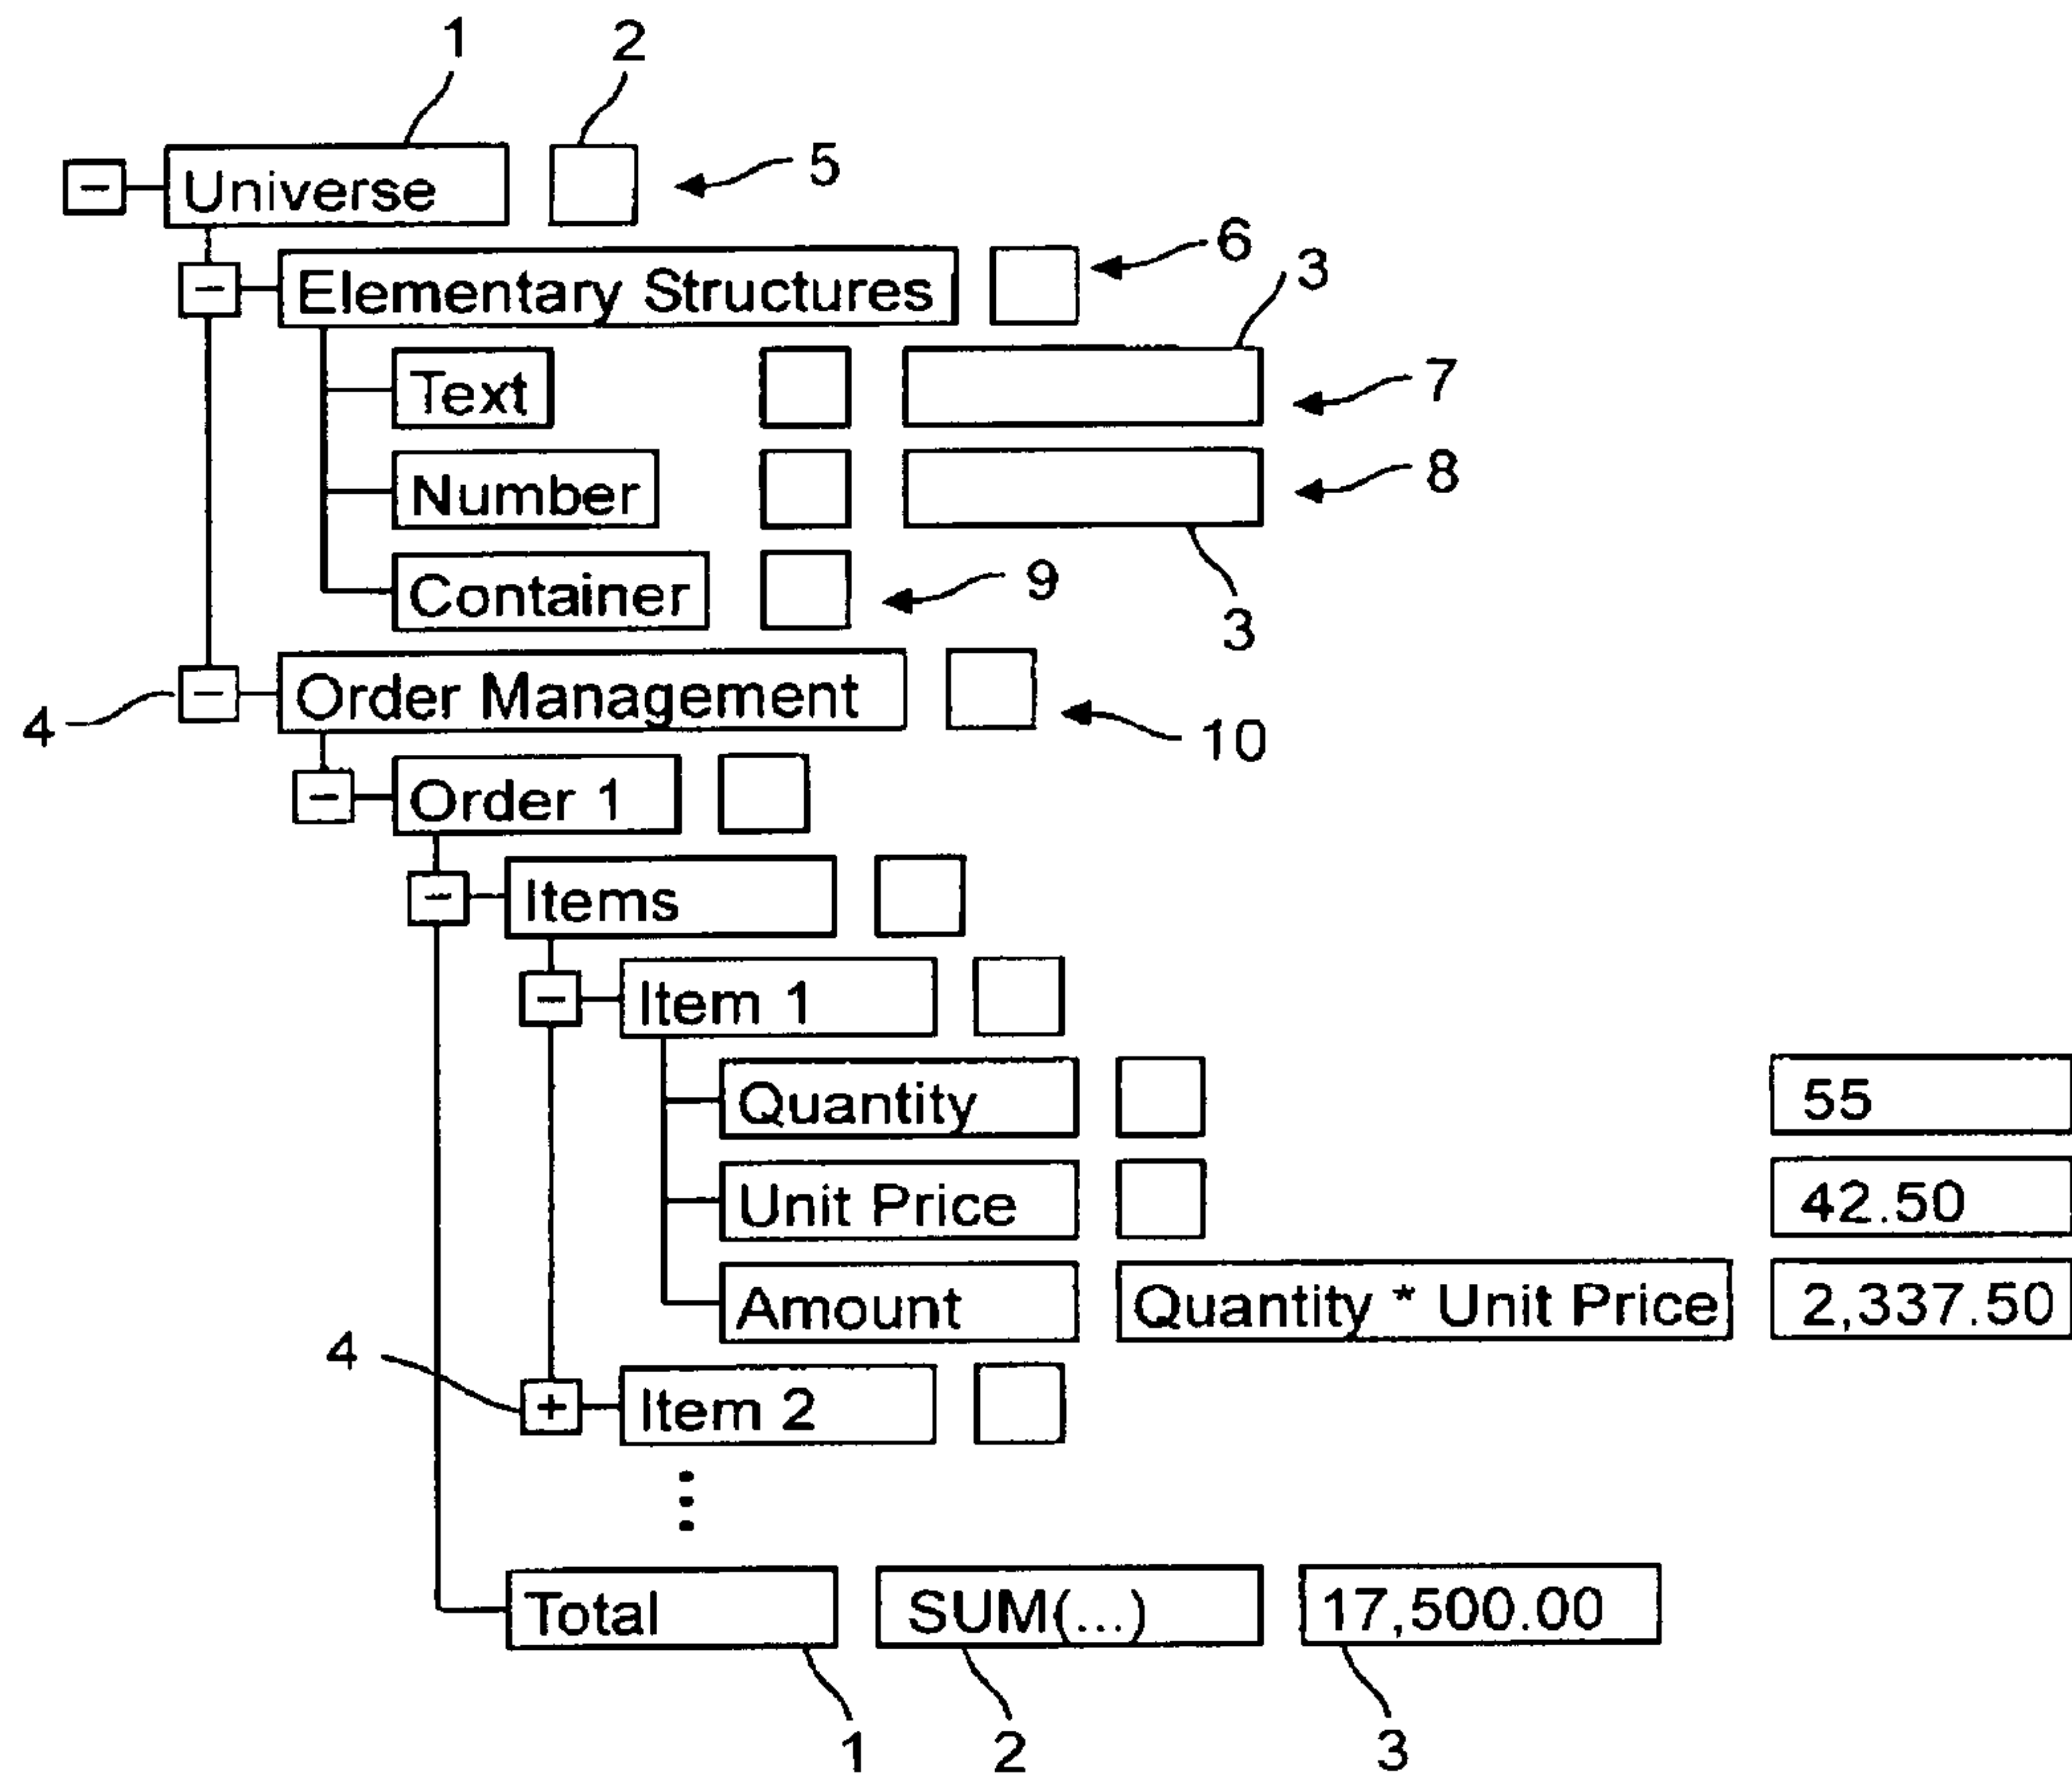 1 2
− Universe 5
− Elementary Structures 6
3
Text 7
Number 8
Container 9
3
4 − Order Management 10
− Order 1
− Items
− Item 1
Quantity 55
Unit Price 42.50
Amount Quantity * Unit Price 2,337.50
4 + Item 2
⋮
Total SUM(...) 17,500.00
1 2 3